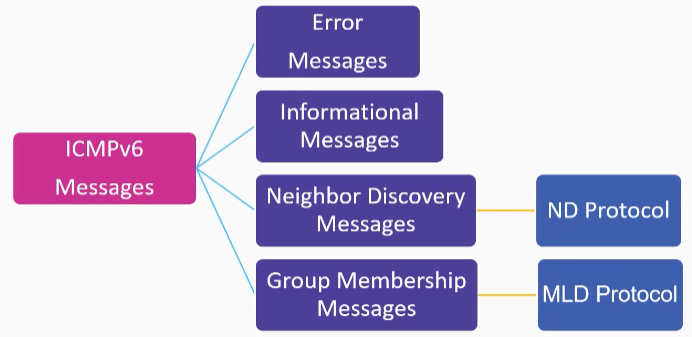 Error
Messages
Informational
Messages
ICMPv6
Messages
Neighbor Discovery
Messages
ND Protocol
Group Membership
Messages
MLD Protocol